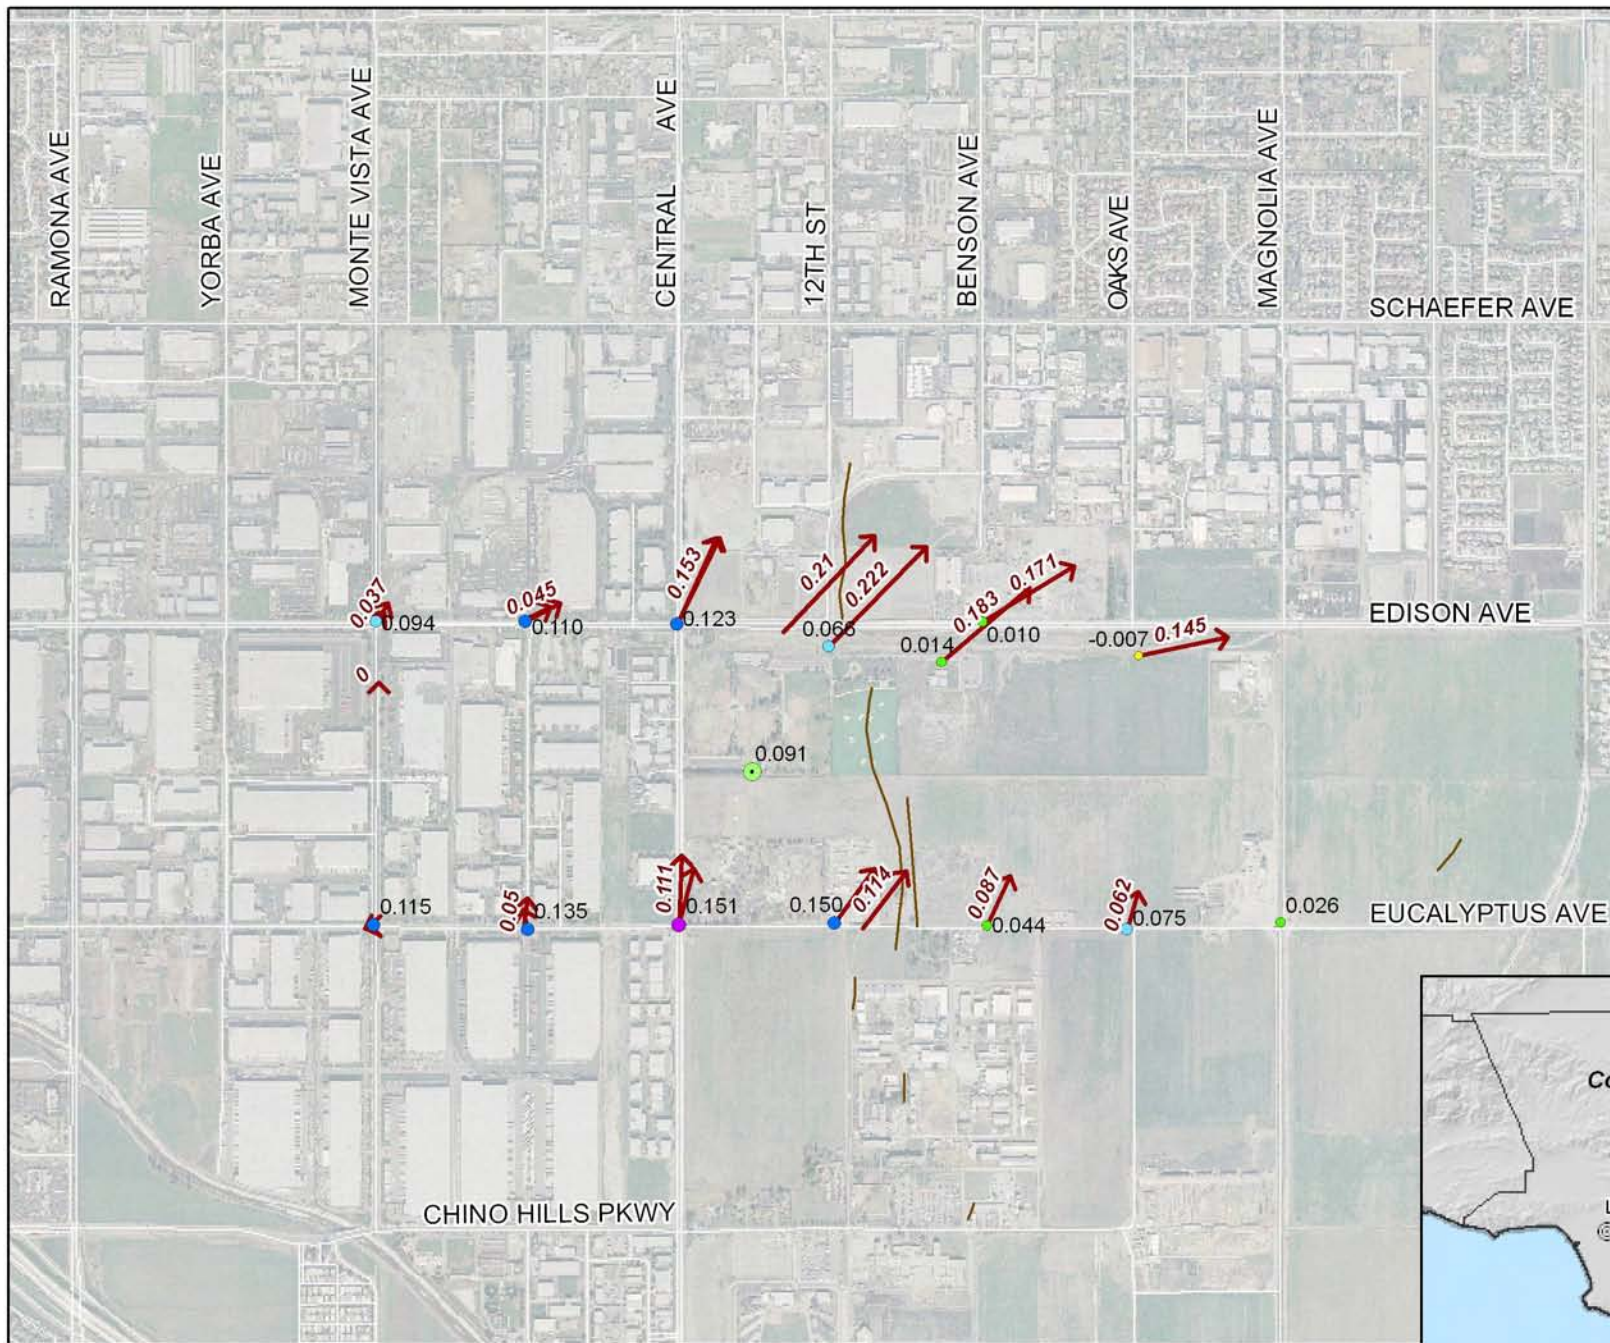 RAMONA AVE
YORBA AVE
MONTE VISTA AVE
CENTRAL AVE
12TH ST
BENSON AVE
OAKS AVE
MAGNOLIA AVE
SCHAEFER AVE
0.037
0.094
0.045
0.110
0.153
0.123
0.21
0.222
0.066
0.014
0.183
0.171
0.010
-0.007
0.145
EDISON AVE
0
0.091
0.115
0.05
0.135
0.111
0.151
0.150
0.114
0.087
0.044
0.062
0.075
0.026
EUCALYPTUS AVE
CHINO HILLS PKWY
Co
L